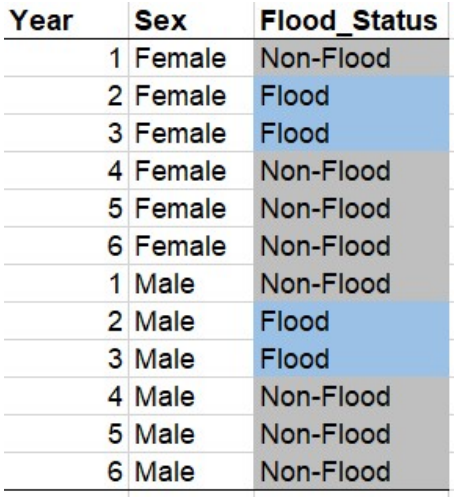 Year Sex Flood_Status
1 Female Non-Flood
2 Female Flood
3 Female Flood
4 Female Non-Flood
5 Female Non-Flood
6 Female Non-Flood
1 Male Non-Flood
2 Male Flood
3 Male Flood
4 Male Non-Flood
5 Male Non-Flood
6 Male Non-Flood